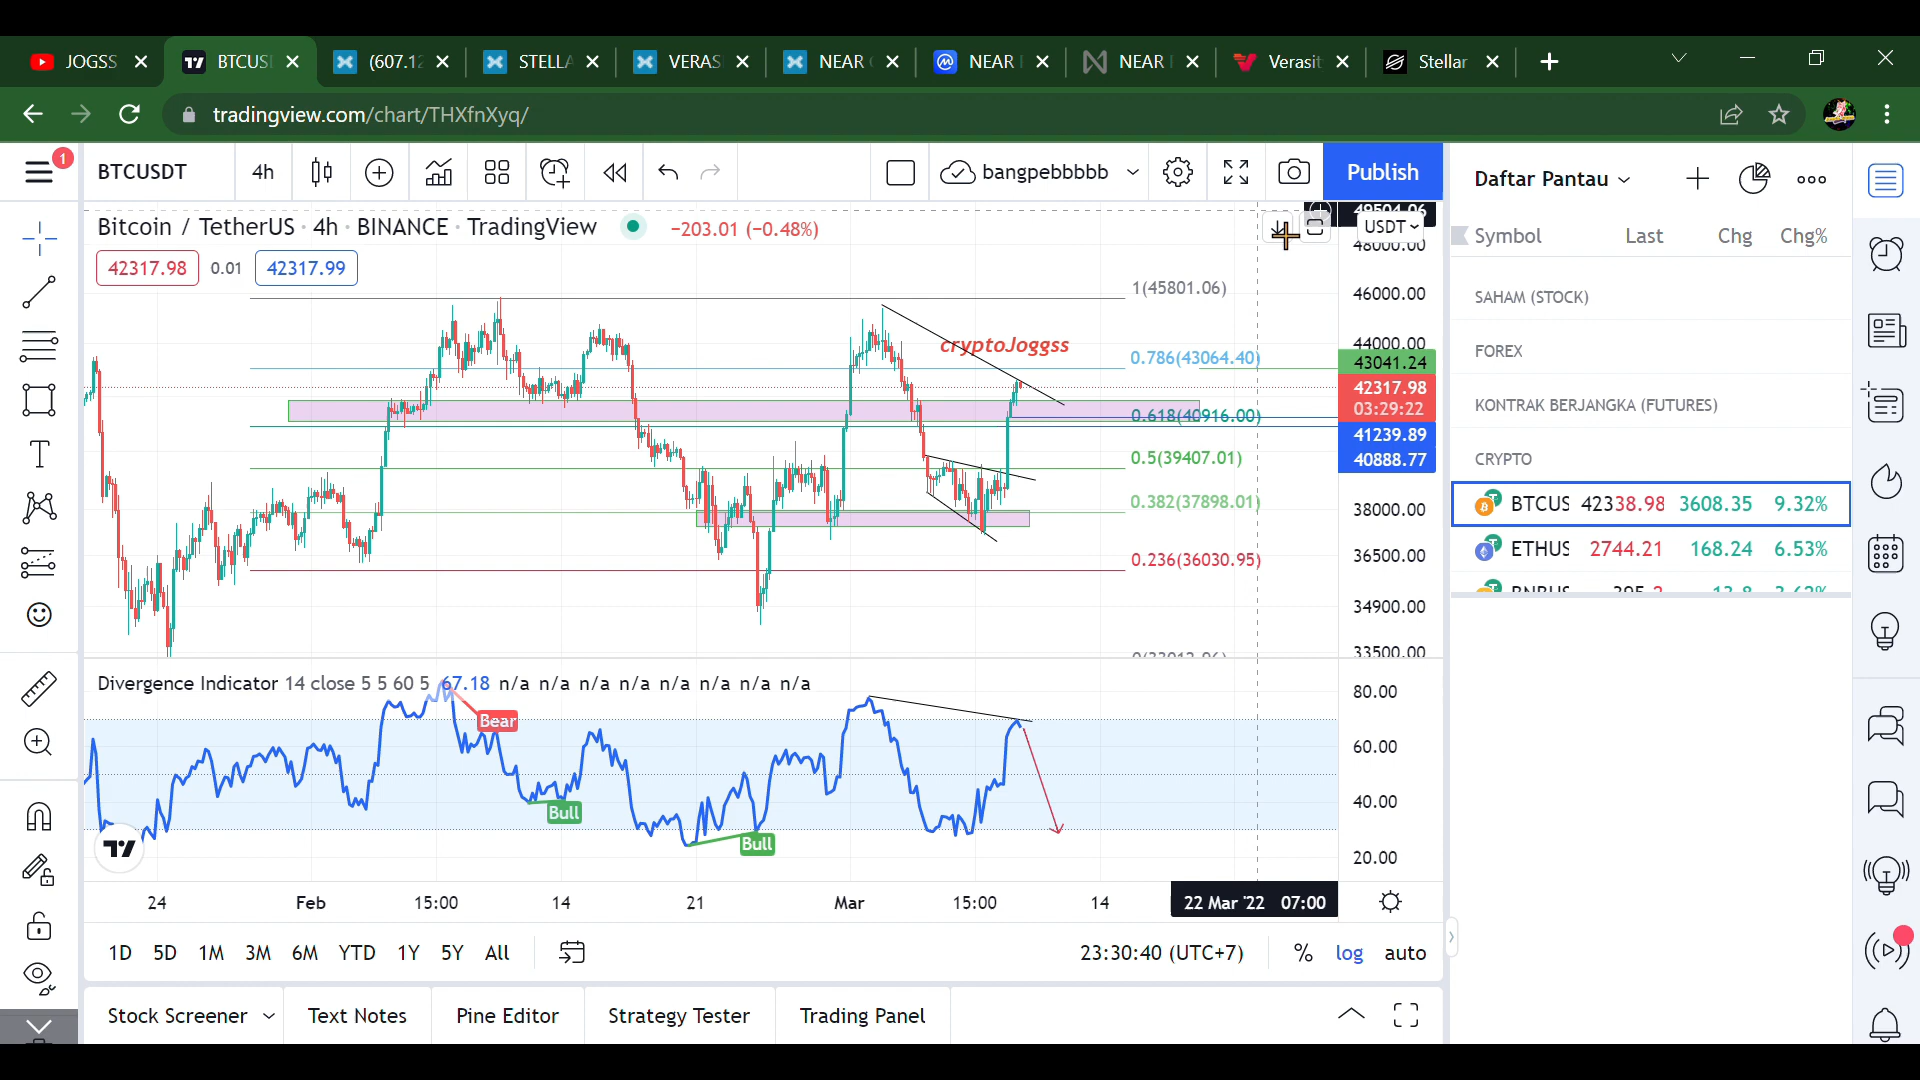 JOGSS
BTCUS
(607.12
STELLA
VERAS
NEAR
NEAR
NEAR
Verasit
Stellar
tradingview.com/chart/THXfnXyq/
1
BTCUSDT
4h
bangpebbbbb
Publish
Daftar Pantau
Bitcoin / TetherUS · 4h · BINANCE · TradingView
−203.01 (−0.48%)
42317.98
0.01
42317.99
USDT
Symbol Last Chg Chg%
SAHAM (STOCK)
FOREX
KONTRAK BERJANGKA (FUTURES)
CRYPTO
BTCUS 42338.98 3608.35 9.32%
ETHUS 2744.21 168.24 6.53%
1(45801.06)
cryptoJoggss
0.786(43064.40)
0.618(40916.00)
0.5(39407.01)
0.382(37898.01)
0.236(36030.95)
49504.06
48000.00
46000.00
44000.00
43041.24
42317.98
03:29:22
41239.89
40888.77
38000.00
36500.00
34900.00
33500.00
Divergence Indicator 14 close 5 5 60 5 67.18 n/a n/a n/a n/a n/a n/a n/a n/a
Bear
Bull
Bull
80.00
60.00
40.00
20.00
24 Feb 15:00 14 21 Mar 15:00 14 22 Mar '22 07:00
1D 5D 1M 3M 6M YTD 1Y 5Y All
23:30:40 (UTC+7)
% log auto
Stock Screener
Text Notes
Pine Editor
Strategy Tester
Trading Panel